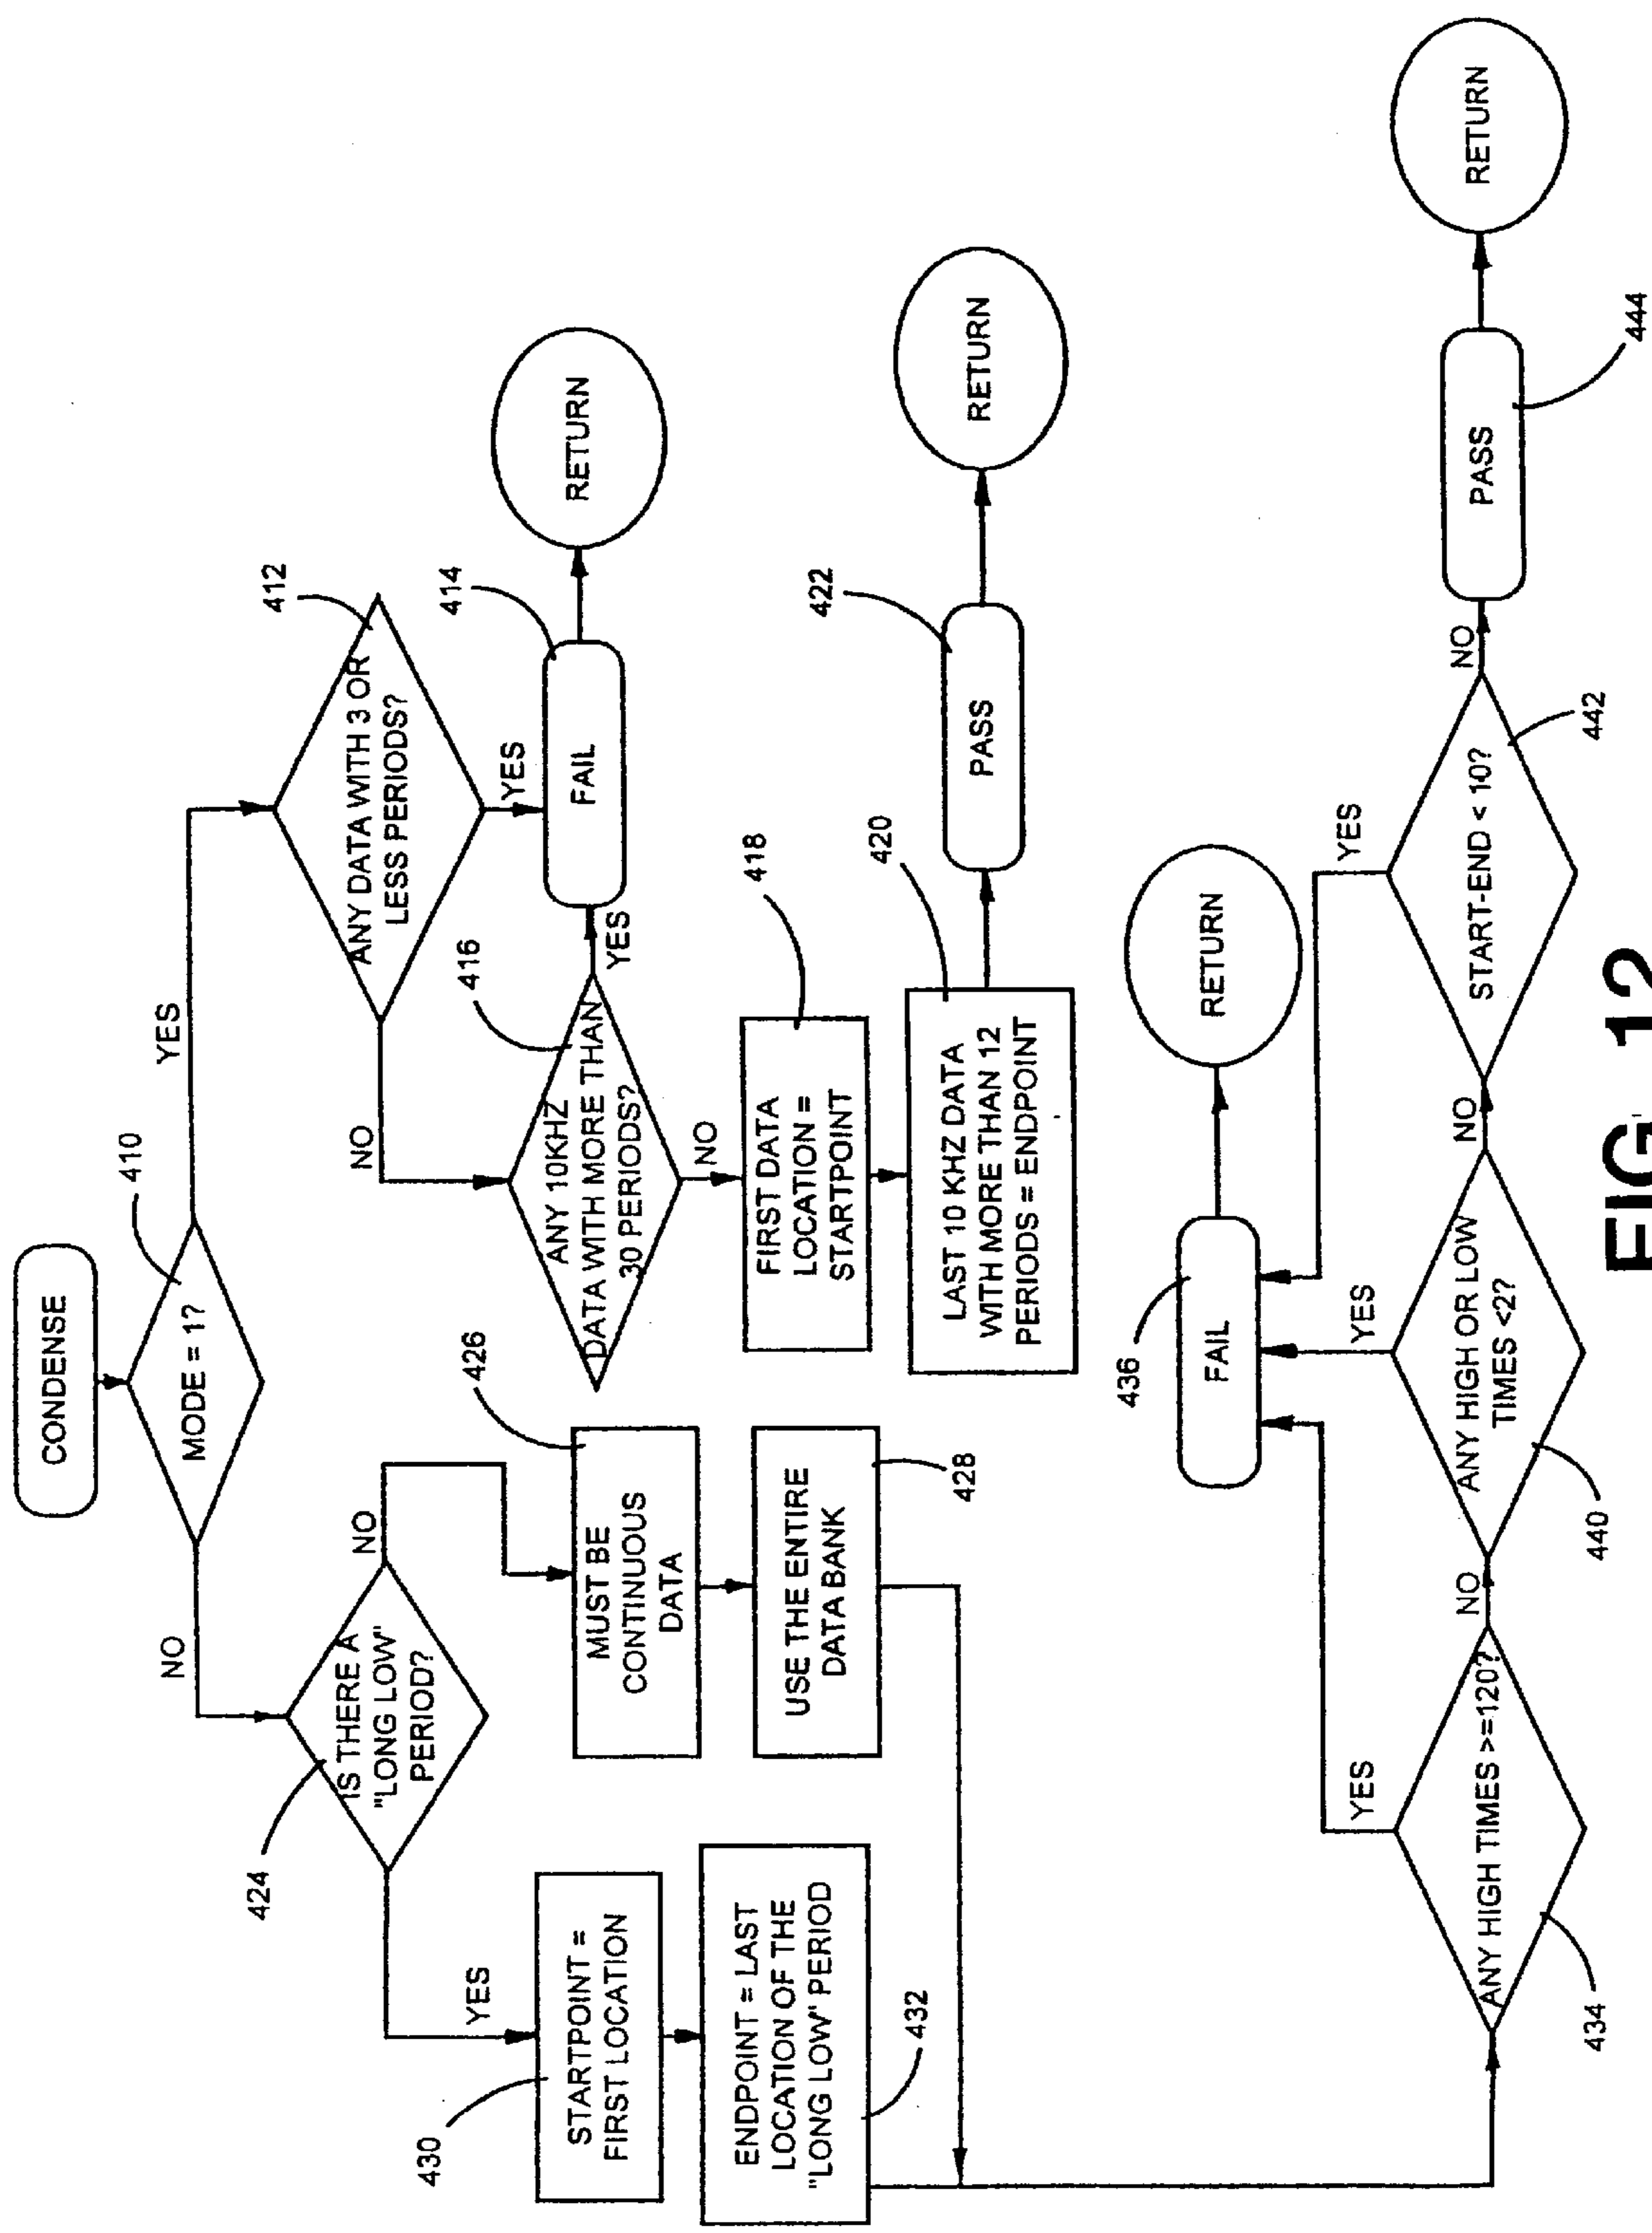 CONDENSE
410
MODE = 1?
YES
NO
412
ANY DATA WITH 3 OR
LESS PERIODS?
YES
NO
414
FAIL
RETURN
416
ANY 10KHZ
DATA WITH MORE THAN
30 PERIODS?
YES
NO
418
FIRST DATA
LOCATION =
STARTPOINT
420
LAST 10 KHZ DATA
WITH MORE THAN 12
PERIODS = ENDPOINT
422
PASS
RETURN
424
IS THERE A
"LONG LOW"
PERIOD?
NO
YES
426
MUST BE
CONTINUOUS
DATA
428
USE THE ENTIRE
DATA BANK
430
STARTPOINT =
FIRST LOCATION
432
ENDPOINT = LAST
LOCATION OF THE
"LONG LOW' PERIOD
434
ANY HIGH TIMES >=120?
YES
NO
436
FAIL
RETURN
440
ANY HIGH OR LOW
TIMES <2?
YES
NO
442
START-END < 10?
YES
NO
444
PASS
RETURN
FIG. 12